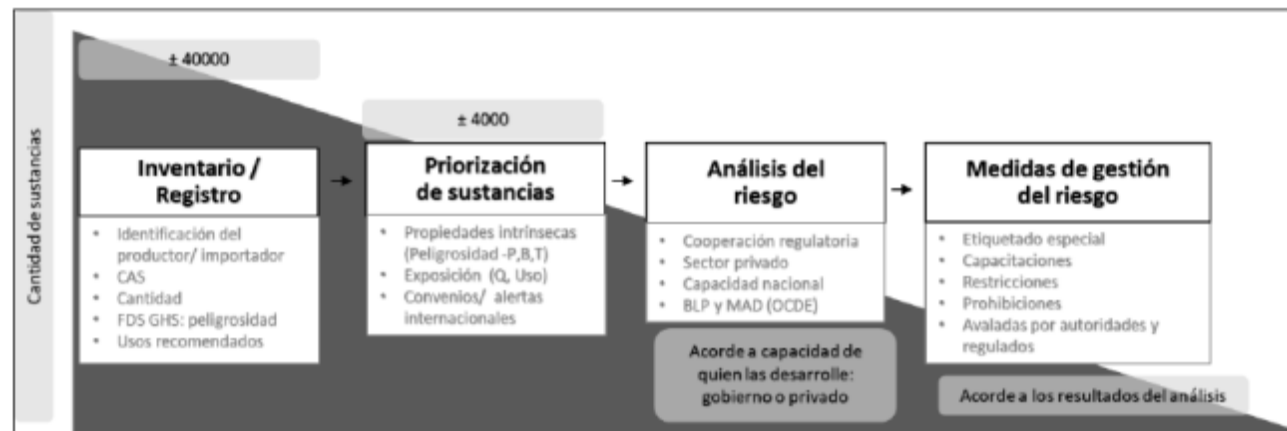 Cantidad de sustancias
± 40000
Inventario /
Registro
• Identificación del
productor/ importador
• CAS
• Cantidad
• FDS GHS: peligrosidad
• Usos recomendados
± 4000
Priorización
de sustancias
• Propiedades intrínsecas
(Peligrosidad -P,B,T)
• Exposición (Q, Uso)
• Convenios/ alertas
internacionales
Análisis del
riesgo
• Cooperación regulatoria
• Sector privado
• Capacidad nacional
• BLP y MAD (OCDE)
Acorde a capacidad de
quien las desarrolle:
gobierno o privado
Medidas de gestión
del riesgo
• Etiquetado especial
• Capacitaciones
• Restricciones
• Prohibiciones
• Avaladas por autoridades y
regulados
Acorde a los resultados del análisis